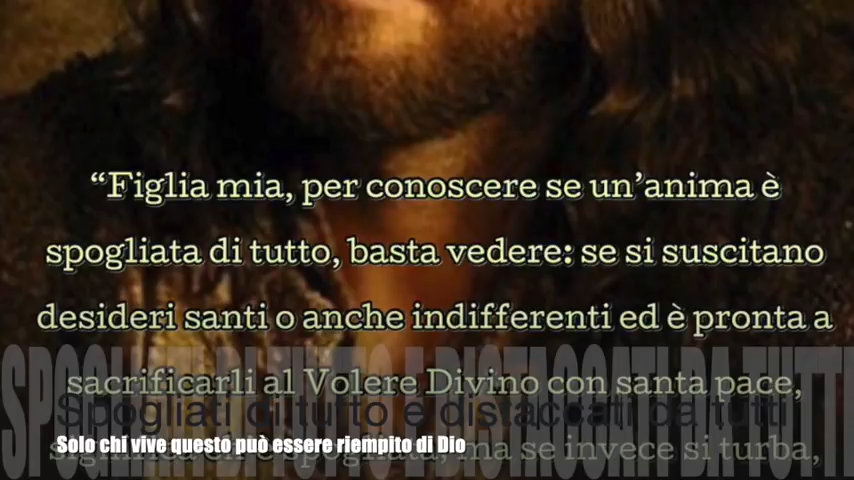 “Figlia mia, per conoscere se un’anima è
spogliata di tutto, basta vedere: se si suscitano
desideri santi o anche indifferenti ed è pronta a
sacrificarli al Volere Divino con santa pace,
SPOGLIATI DA TUTTO E DISTACCATI DA TUTTI
Spogliati di tutto e distaccati da tutti
Solo chi vive questo può essere riempito di Dio
ma se invece si turba,